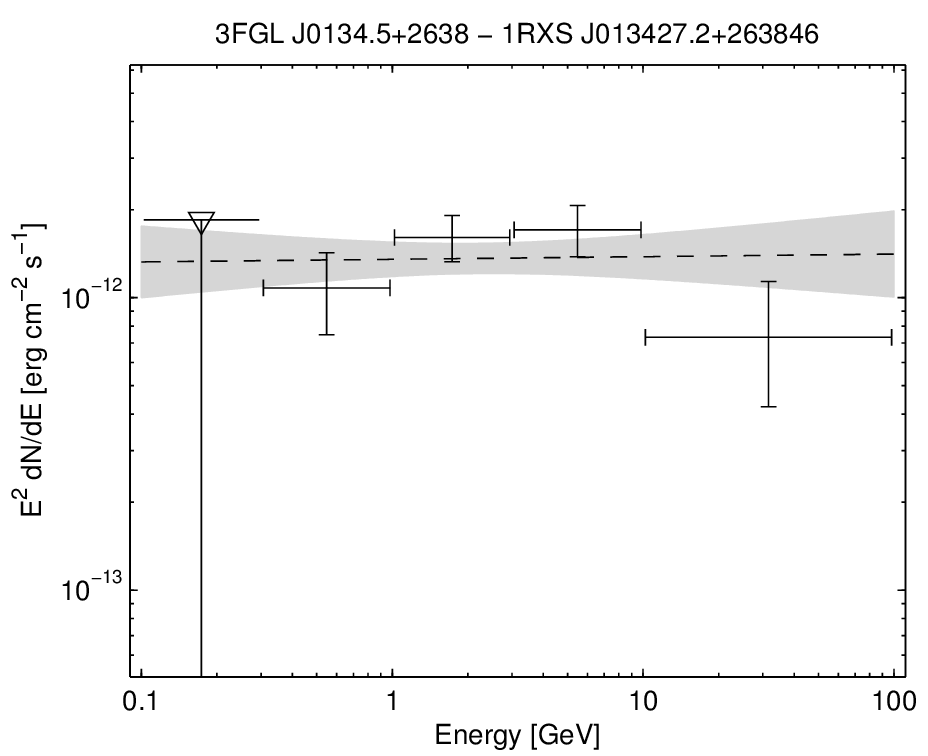 3FGL J0134.5+2638 − 1RXS J013427.2+263846
E² dN/dE [erg cm⁻² s⁻¹]
10⁻¹²
10⁻¹³
0.1 1 10 100
Energy [GeV]